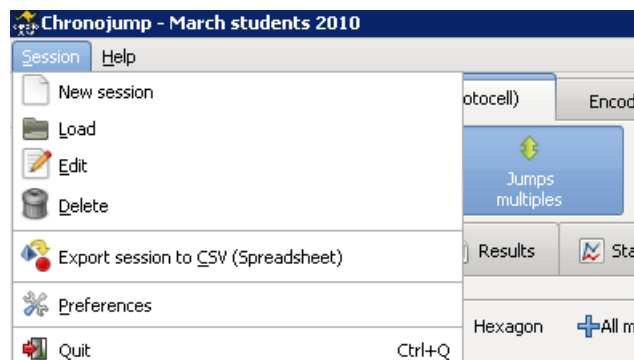 Chronojump - March students 2010
Session Help
New session
Load
Edit
Delete
Export session to CSV (Spreadsheet)
Preferences
Quit Ctrl+Q
otocell) Encod
Jumps
multiples
Results Sta
Hexagon All m